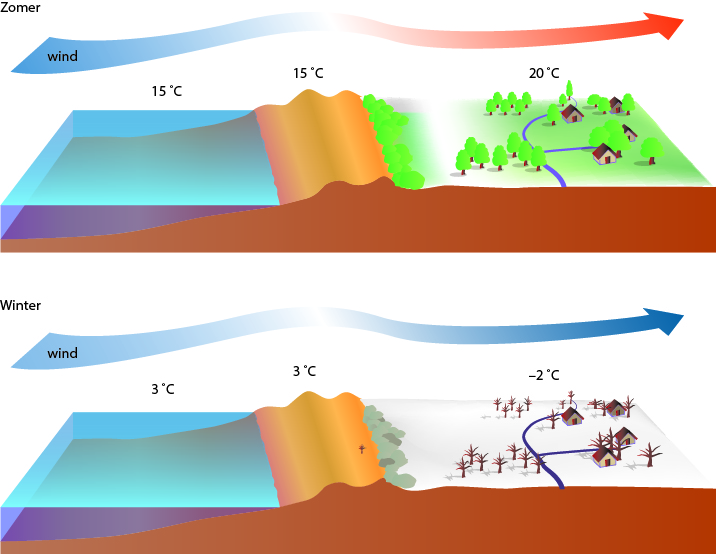 Zomer
wind
15 ˚C
15 ˚C
20 ˚C
Winter
wind
3 ˚C
3 ˚C
–2 ˚C